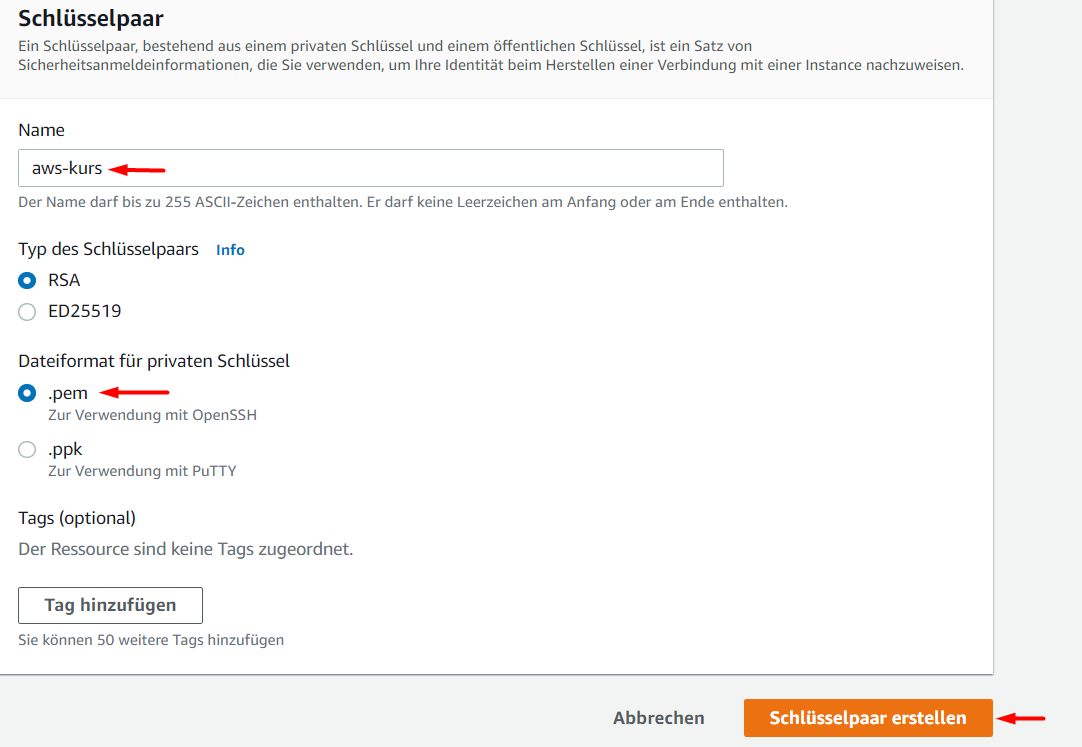 Schlüsselpaar
Ein Schlüsselpaar, bestehend aus einem privaten Schlüssel und einem öffentlichen Schlüssel, ist ein Satz von
Sicherheitsanmeldeinformationen, die Sie verwenden, um Ihre Identität beim Herstellen einer Verbindung mit einer Instance nachzuweisen.
Name
aws-kurs
Der Name darf bis zu 255 ASCII-Zeichen enthalten. Er darf keine Leerzeichen am Anfang oder am Ende enthalten.
Typ des Schlüsselpaars Info
RSA
ED25519
Dateiformat für privaten Schlüssel
.pem
Zur Verwendung mit OpenSSH
.ppk
Zur Verwendung mit PuTTY
Tags (optional)
Der Ressource sind keine Tags zugeordnet.
Tag hinzufügen
Sie können 50 weitere Tags hinzufügen
Abbrechen Schlüsselpaar erstellen